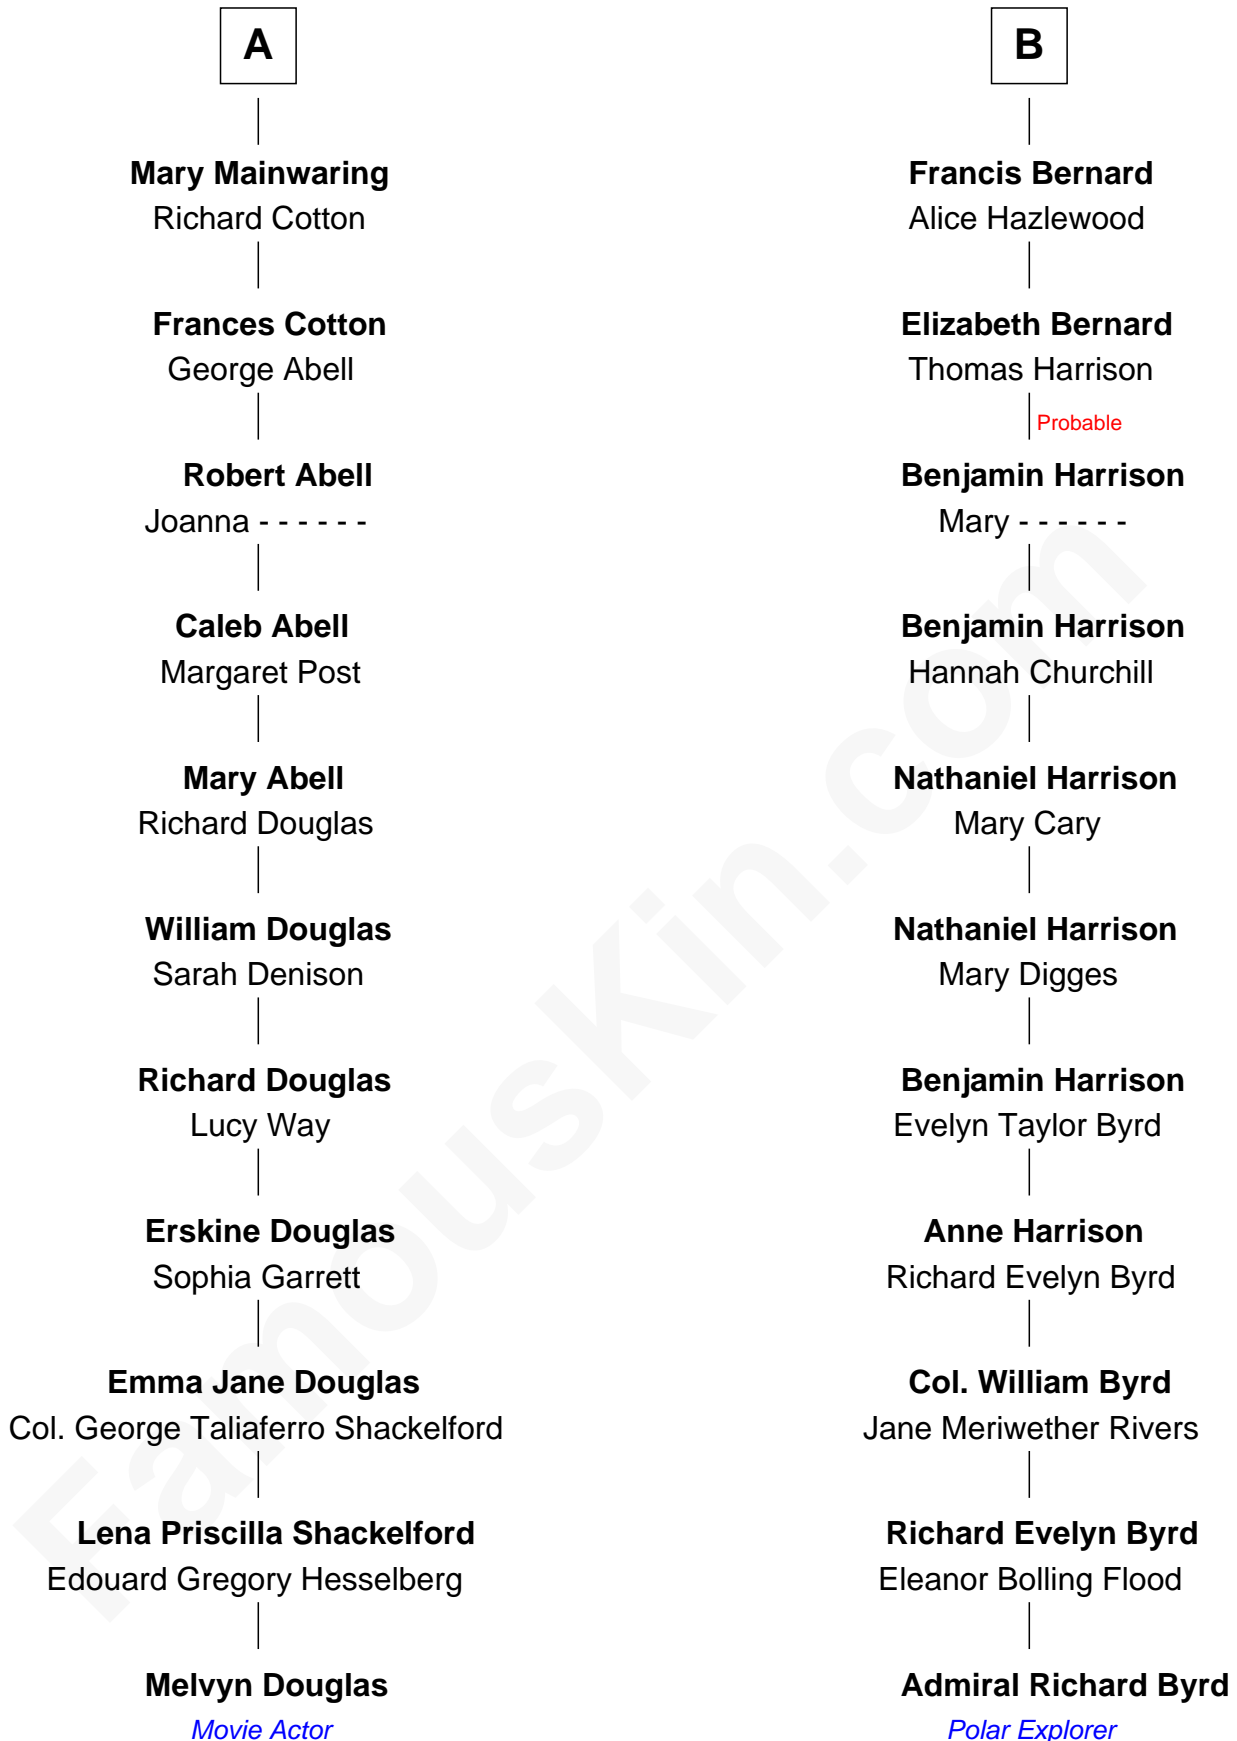 A
Mary Mainwaring
Richard Cotton
Frances Cotton
George Abell
Robert Abell
Joanna - - - - - -
Caleb Abell
Margaret Post
Mary Abell
Richard Douglas
William Douglas
Sarah Denison
Richard Douglas
Lucy Way
Erskine Douglas
Sophia Garrett
Emma Jane Douglas
Col. George Taliaferro Shackelford
Lena Priscilla Shackelford
Edouard Gregory Hesselberg
Melvyn Douglas
Movie Actor
B
Francis Bernard
Alice Hazlewood
Elizabeth Bernard
Thomas Harrison
Probable
Benjamin Harrison
Mary - - - - - -
Benjamin Harrison
Hannah Churchill
Nathaniel Harrison
Mary Cary
Nathaniel Harrison
Mary Digges
Benjamin Harrison
Evelyn Taylor Byrd
Anne Harrison
Richard Evelyn Byrd
Col. William Byrd
Jane Meriwether Rivers
Richard Evelyn Byrd
Eleanor Bolling Flood
Admiral Richard Byrd
Polar Explorer
FamousKin.com